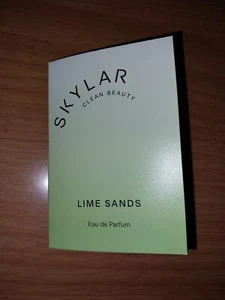 SKYLAR
CLEAN BEAUTY
LIME SANDS
Eau de Parfum